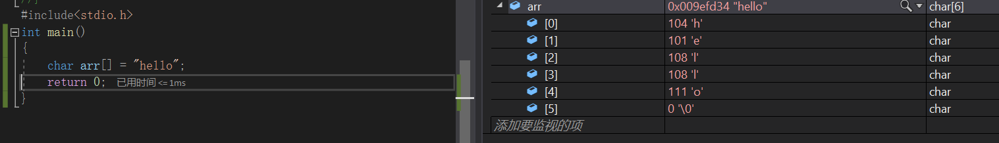 #include<stdio.h>
int main()
{
char arr[] = "hello";
return 0; 已用时间 <= 1ms
}
arr 0x009efd34 "hello" char[6]
[0] 104 'h' char
[1] 101 'e' char
[2] 108 'l' char
[3] 108 'l' char
[4] 111 'o' char
[5] 0 '\0' char
添加要监视的项